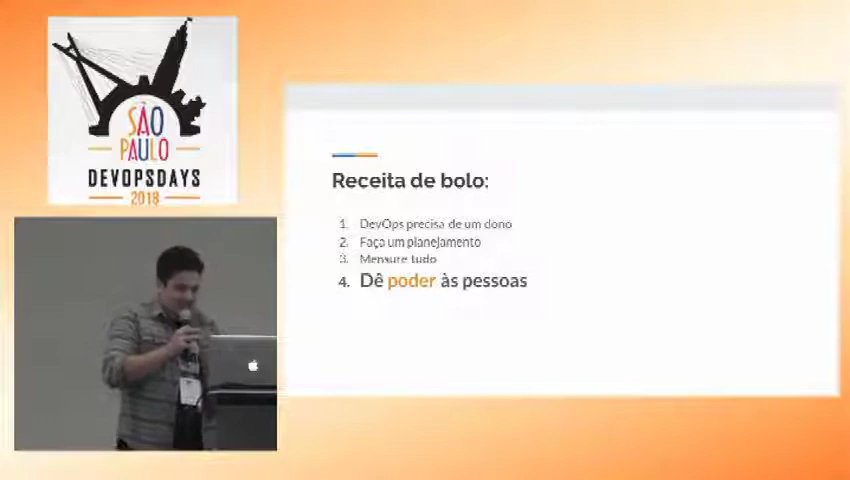 SÃO
PAULO
DEVOPSDAYS
2018
Receita de bolo:
1. DevOps precisa de um dono
2. Faça um planejamento
3. Mensure tudo
4. Dê poder às pessoas